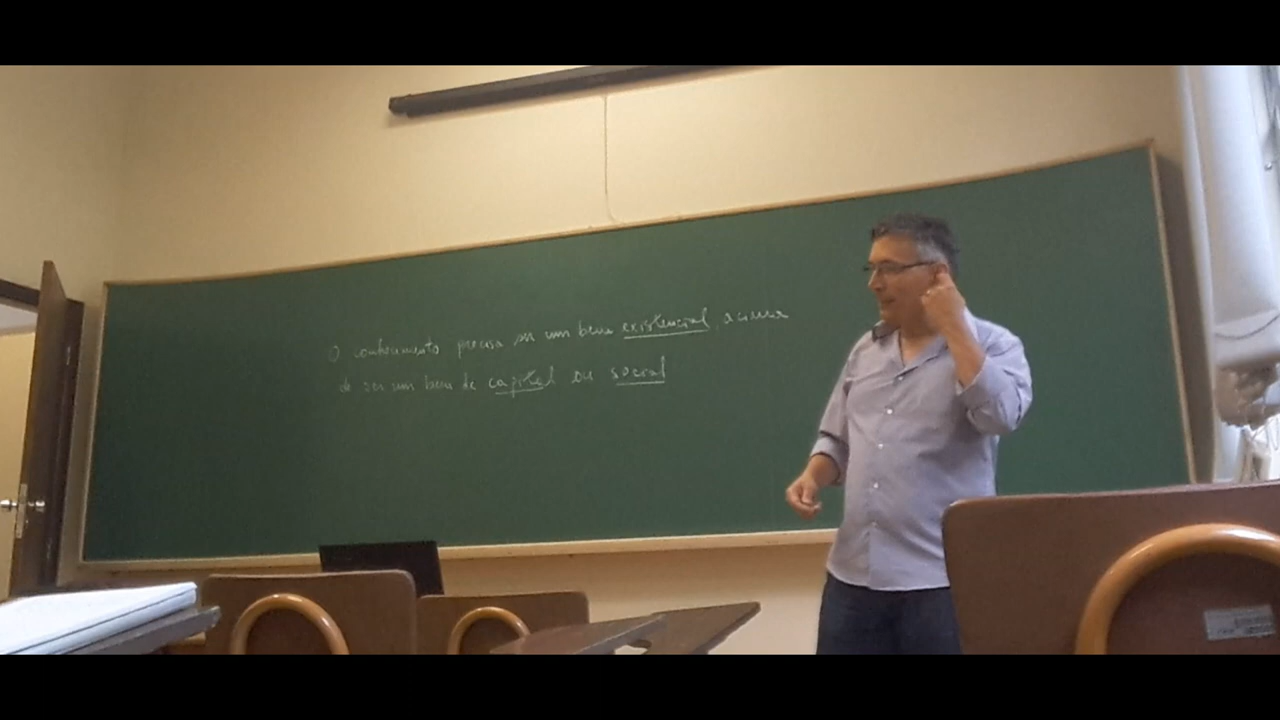 O conhecimento precisa ser um bem existencial, acima
de ser um bem de capital ou social